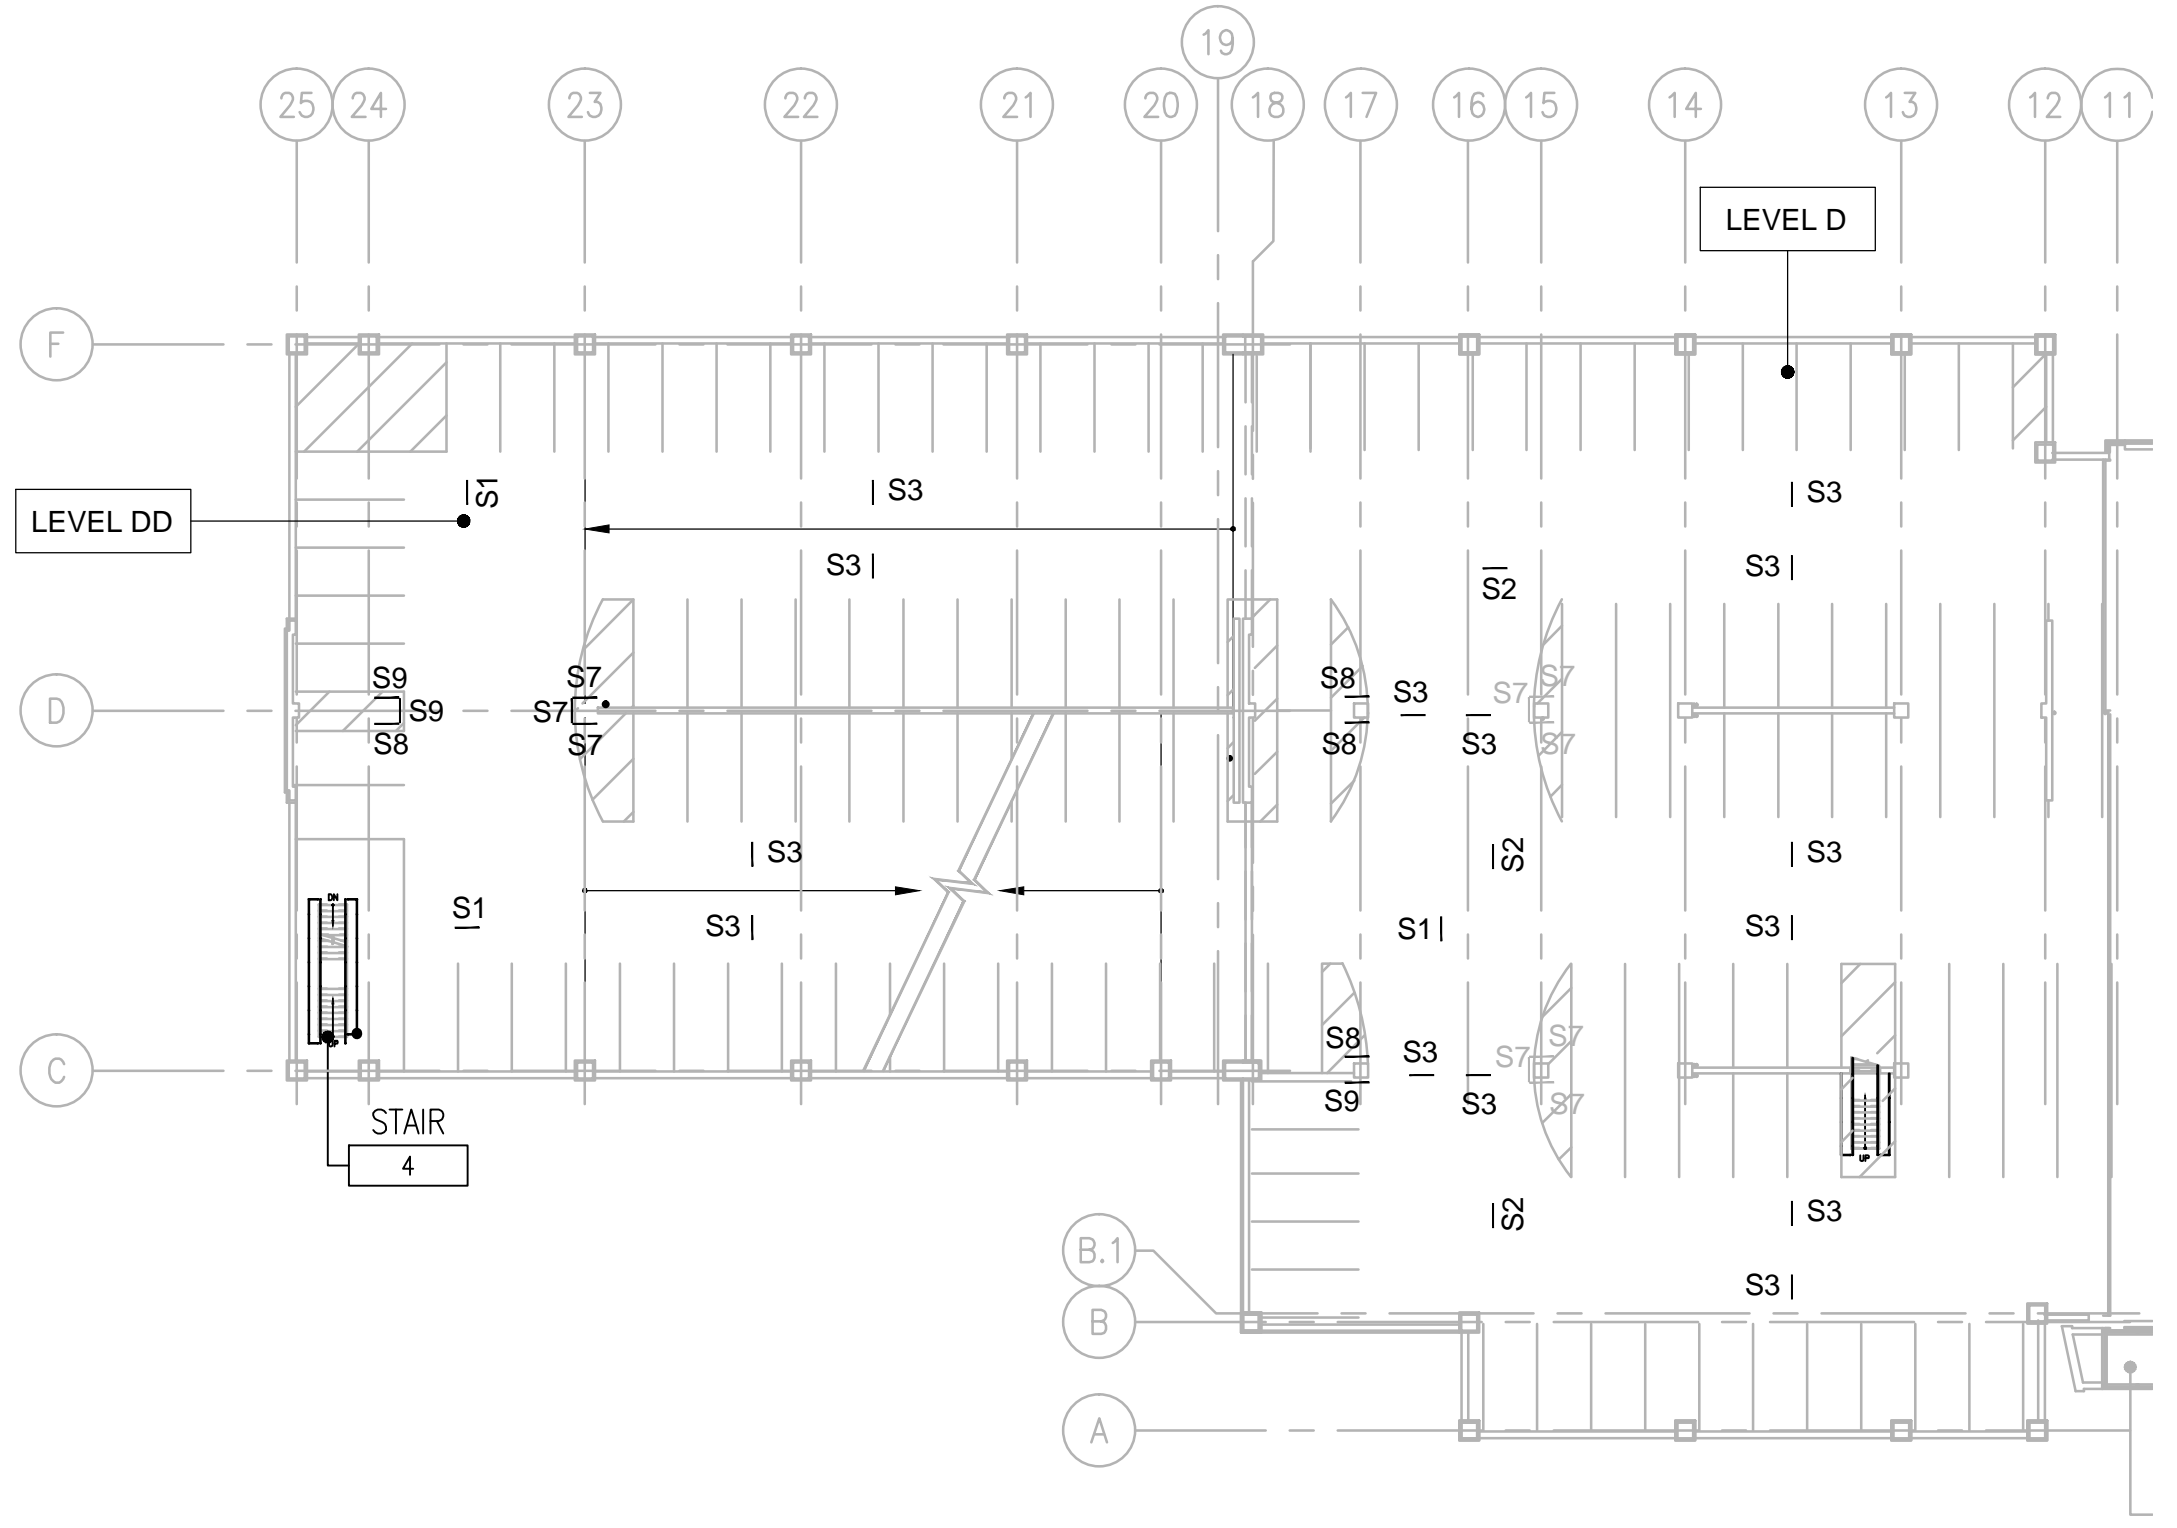 19
25 24 23 22 21 20 18 17 16 15 14 13 12 11
LEVEL D
F
S1 S3 S3
LEVEL DD
S3 S3
S2
S9 S7 S8 S3 S7 S7
D S9 S7
S8 S7 S8 S3 S7
S3 S2 S3
DN
S1 S3 S1 S3
UP
S8 S3 S7 S7
C
S9 S3 S7
STAIR
4
UP
S2 S3
B.1
S3
B
A